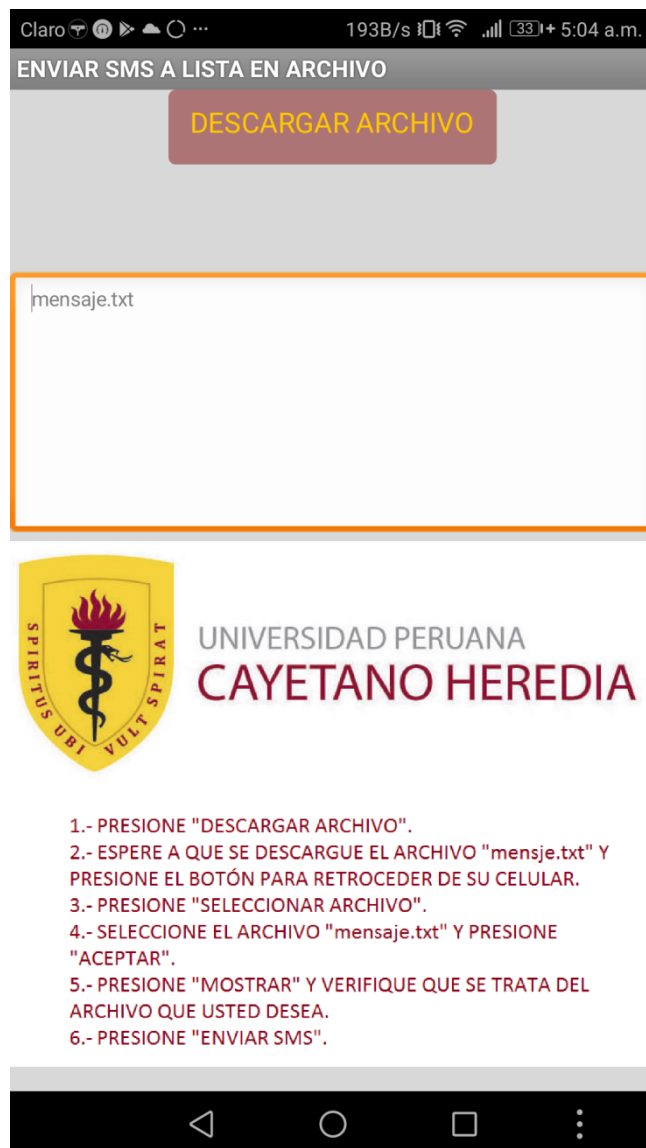 Claro 193B/s 33 5:04 a.m.
ENVIAR SMS A LISTA EN ARCHIVO
DESCARGAR ARCHIVO
mensaje.txt
SPIRITUS UBI VULT SPIRAT
UNIVERSIDAD PERUANA
CAYETANO HEREDIA
1.- PRESIONE "DESCARGAR ARCHIVO".
2.- ESPERE A QUE SE DESCARGUE EL ARCHIVO "mensje.txt" Y
PRESIONE EL BOTÓN PARA RETROCEDER DE SU CELULAR.
3.- PRESIONE "SELECCIONAR ARCHIVO".
4.- SELECCIONE EL ARCHIVO "mensaje.txt" Y PRESIONE
"ACEPTAR".
5.- PRESIONE "MOSTRAR" Y VERIFIQUE QUE SE TRATA DEL
ARCHIVO QUE USTED DESEA.
6.- PRESIONE "ENVIAR SMS".